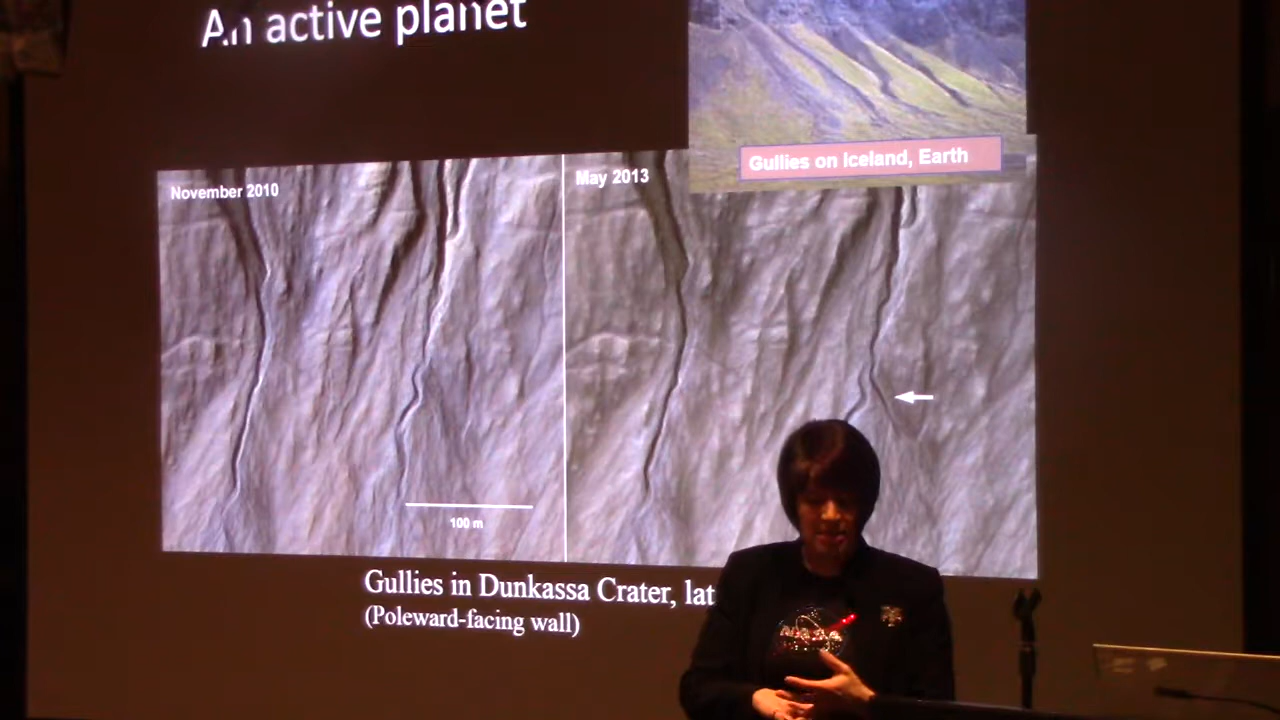 An active planet
Gullies on Iceland, Earth
November 2010
May 2013
100 m
Gullies in Dunkassa Crater, lat
(Poleward-facing wall)
NASA